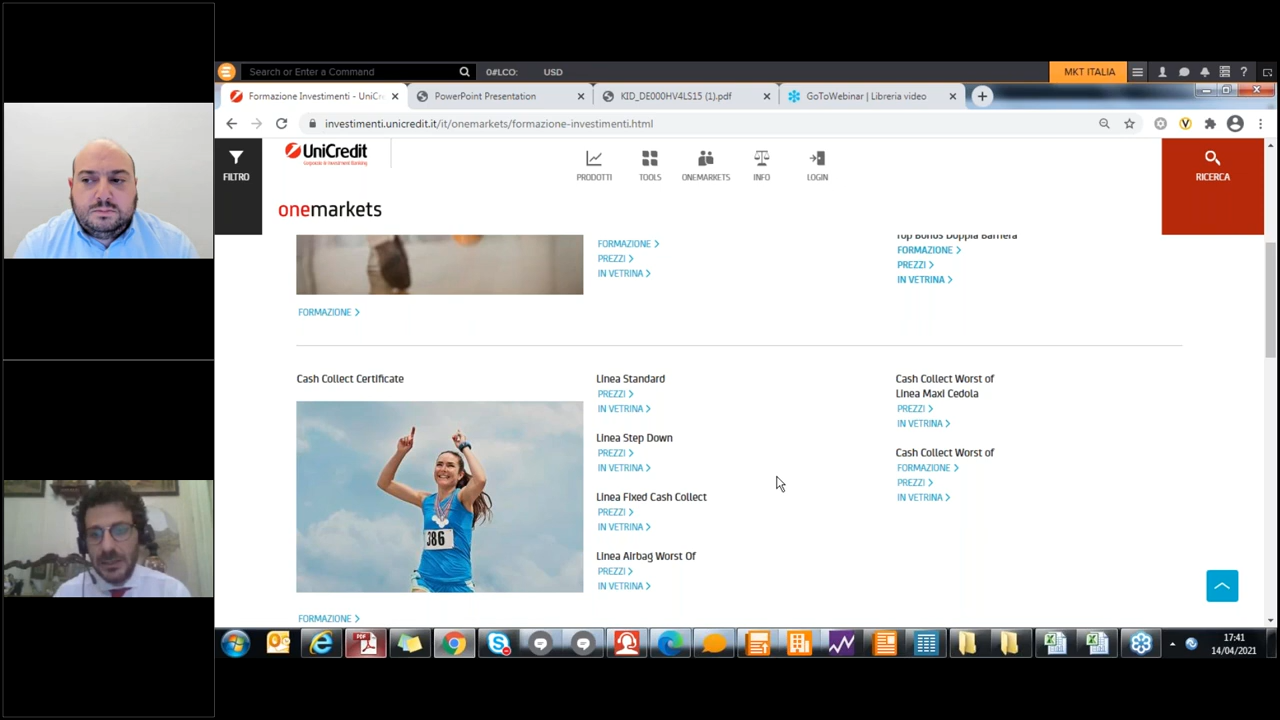 Search or Enter a Command
0#LCO:
USD
MKT ITALIA
?
Formazione Investimenti - UniCr
PowerPoint Presentation
KID_DE000HV4LS15 (1).pdf
GoToWebinar | Libreria video
investimenti.unicredit.it/it/onemarkets/formazione-investimenti.html
FILTRO
UniCredit
Corporate & Investment Banking
PRODOTTI
TOOLS
ONEMARKETS
INFO
LOGIN
RICERCA
onemarkets
Top Bonus Doppia Barriera
FORMAZIONE >
PREZZI >
IN VETRINA >
FORMAZIONE >
PREZZI >
IN VETRINA >
FORMAZIONE >
Cash Collect Certificate
386
FORMAZIONE >
Linea Standard
PREZZI >
IN VETRINA >
Linea Step Down
PREZZI >
IN VETRINA >
Linea Fixed Cash Collect
PREZZI >
IN VETRINA >
Linea Airbag Worst Of
PREZZI >
IN VETRINA >
Cash Collect Worst of
Linea Maxi Cedola
PREZZI >
IN VETRINA >
Cash Collect Worst of
FORMAZIONE >
PREZZI >
IN VETRINA >
17:41
14/04/2021